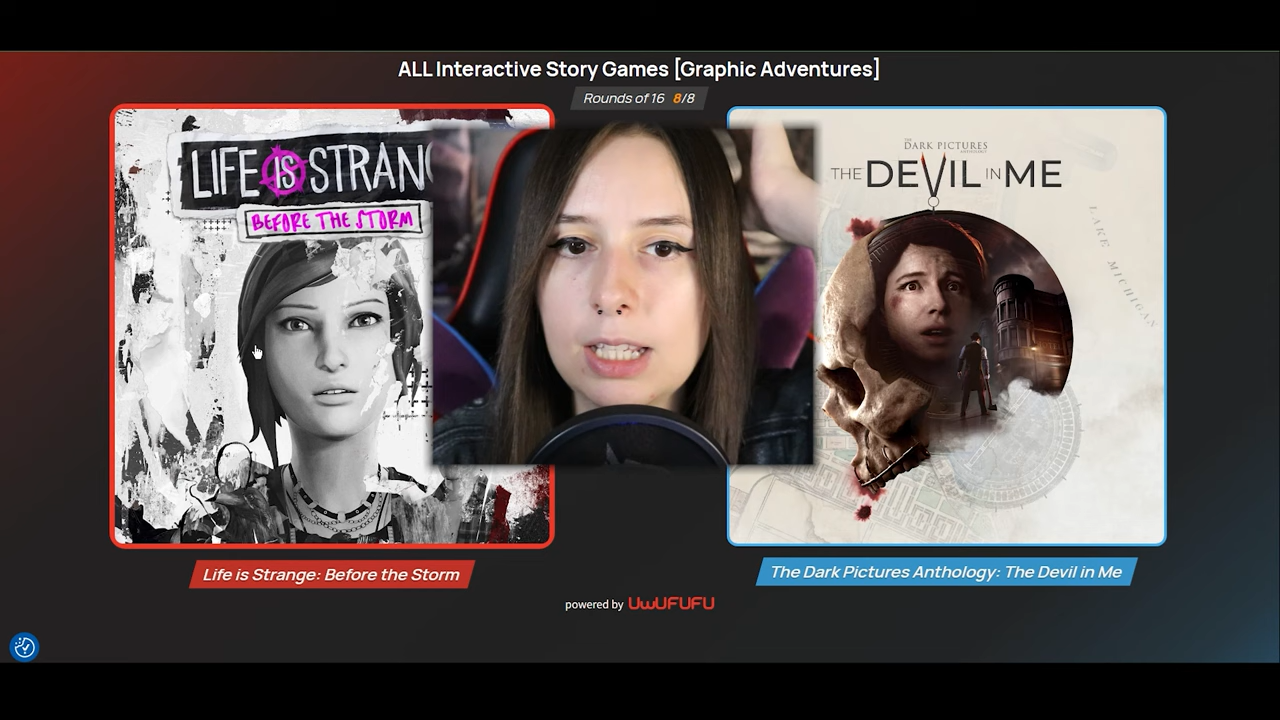 ALL Interactive Story Games [Graphic Adventures]
Rounds of 16 8/8
LIFE IS STRANG
BEFORE THE STORM
THE
DARK PICTURES
ANTHOLOGY
THE DEVIL IN ME
LAKE MICHIGAN
Life is Strange: Before the Storm
The Dark Pictures Anthology: The Devil in Me
powered by UwUFUFU